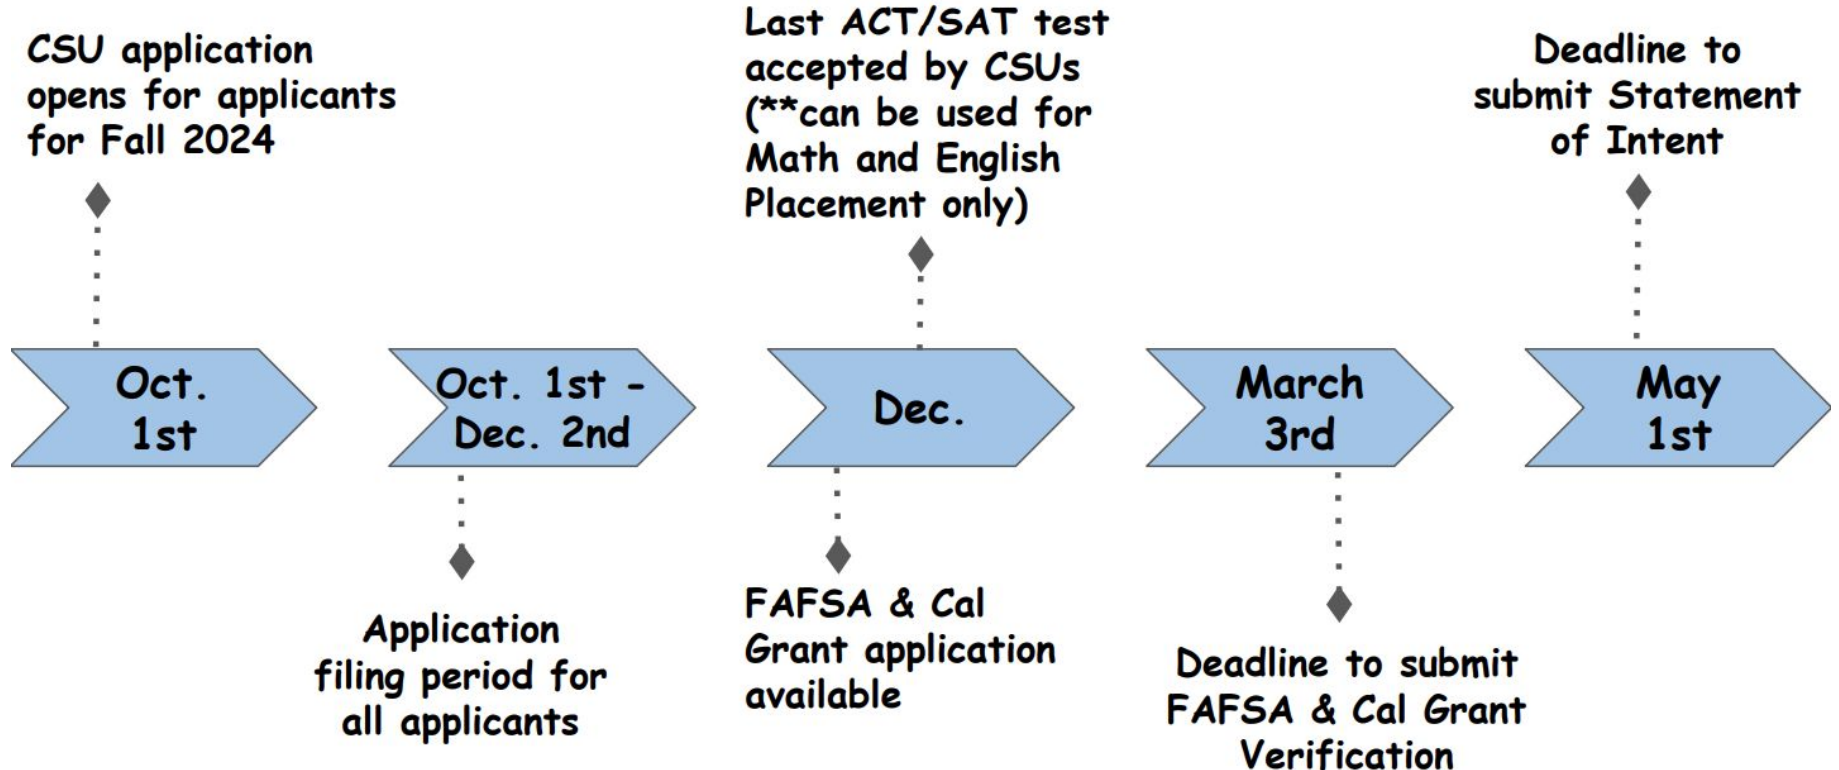 CSU application
opens for applicants
for Fall 2024
Last ACT/SAT test
accepted by CSUs
(**can be used for
Math and English
Placement only)
Deadline to
submit Statement
of Intent
Oct.
1st
Oct. 1st -
Dec. 2nd
Dec.
March
3rd
May
1st
Application
filing period for
all applicants
FAFSA & Cal
Grant application
available
Deadline to submit
FAFSA & Cal Grant
Verification